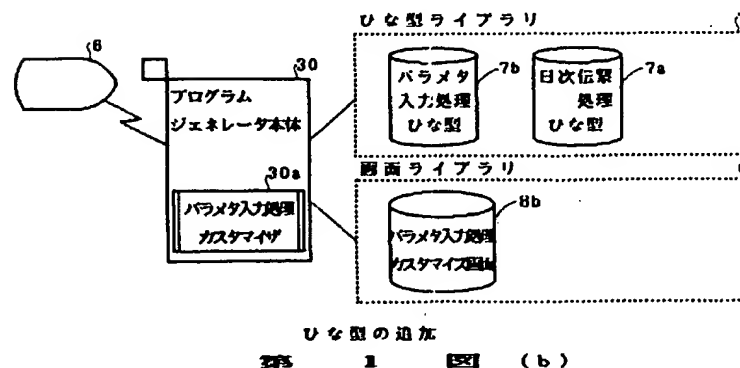 ひな型ライブラリ
6
30
プログラム
ジェネレータ本体
30a
パラメタ入力処理
カスタマイザ
パラメタ
入力処理
ひな型
7b
日次伝票
処理
ひな型
7a
画面ライブラリ
8b
パラメタ入力処理
カスタマイズ画面
ひな型の追加
第 1 図 (b)